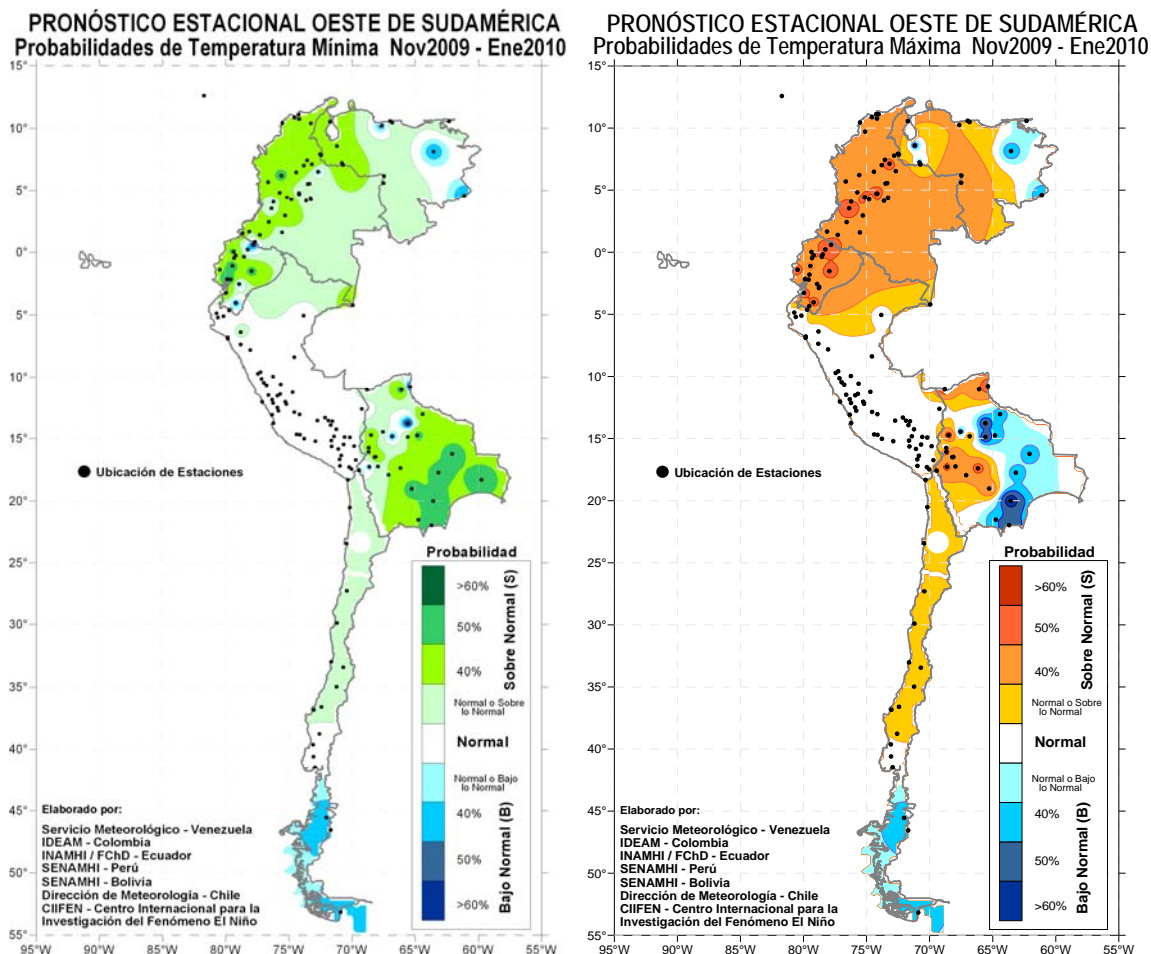 PRONÓSTICO ESTACIONAL OESTE DE SUDAMÉRICA
Probabilidades de Temperatura Mínima Nov2009 - Ene2010
15°
10°
5°
0°
5°
10°
15°
20°
25°
30°
35°
40°
45°
50°
55°
95°W 90°W 85°W 80°W 75°W 70°W 65°W 60°W 55°W
Ubicación de Estaciones
Probabilidad
>60%
50%
40%
Sobre Normal (S)
Normal o Sobre
lo Normal
Normal
Normal o Bajo
lo Normal
40%
50%
>60%
Bajo Normal (B)
Elaborado por:
Servicio Meteorológico - Venezuela
IDEAM - Colombia
INAMHI / FChD - Ecuador
SENAMHI - Perú
SENAMHI - Bolivia
Dirección de Meteorología - Chile
CIIFEN - Centro Internacional para la
Investigación del Fenómeno El Niño
PRONÓSTICO ESTACIONAL OESTE DE SUDAMÉRICA
Probabilidades de Temperatura Máxima Nov2009 - Ene2010
15°
10°
5°
0°
5°
10°
15°
20°
25°
30°
35°
40°
45°
50°
55°
95°W 90°W 85°W 80°W 75°W 70°W 65°W 60°W 55°W
Ubicación de Estaciones
Probabilidad
>60%
50%
40%
Sobre Normal (S)
Normal o Sobre
lo Normal
Normal
Normal o Bajo
lo Normal
40%
50%
>60%
Bajo Normal (B)
Elaborado por:
Servicio Meteorológico - Venezuela
IDEAM - Colombia
INAMHI / FChD - Ecuador
SENAMHI - Perú
SENAMHI - Bolivia
Dirección de Meteorología - Chile
CIIFEN - Centro Internacional para la
Investigación del Fenómeno El Niño